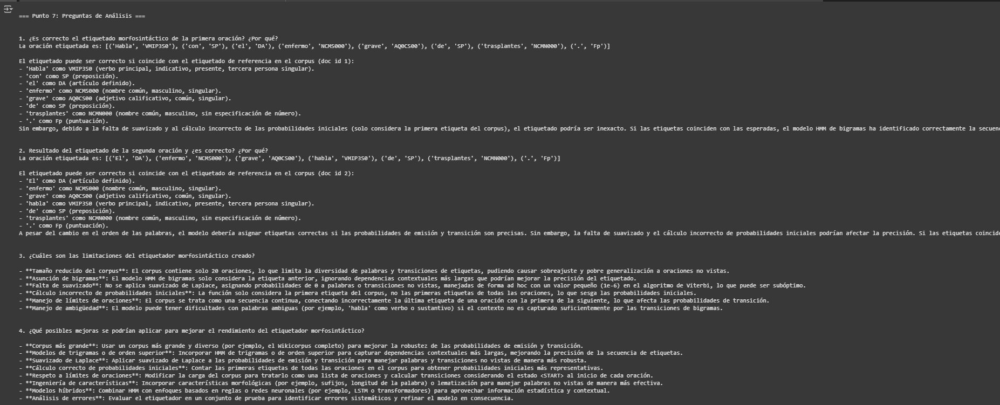 === Punto 7: Preguntas de Análisis ===
1. ¿Es correcto el etiquetado morfosintáctico de la primera oración? ¿Por qué?
La oración etiquetada es: [('Habla', 'VMIP3S0'), ('con', 'SP'), ('el', 'DA'), ('enfermo', 'NCMS000'), ('grave', 'AQ0CS00'), ('de', 'SP'), ('trasplantes', 'NCMN000'), ('.', 'Fp')]
El etiquetado puede ser correcto si coincide con el etiquetado de referencia en el corpus (doc id 1):
- 'Habla' como VMIP3S0 (verbo principal, indicativo, presente, tercera persona singular).
- 'con' como SP (preposición).
- 'el' como DA (artículo definido).
- 'enfermo' como NCMS000 (nombre común, masculino, singular).
- 'grave' como AQ0CS00 (adjetivo calificativo, común, singular).
- 'de' como SP (preposición).
- 'trasplantes' como NCMN000 (nombre común, masculino, sin especificación de número).
- '.' como Fp (puntuación).
Sin embargo, debido a la falta de suavizado y al cálculo incorrecto de las probabilidades iniciales (solo considera la primera etiqueta del corpus), el etiquetado podría ser inexacto. Si las etiquetas coinciden con las esperadas, el modelo HMM de bigramas ha identificado correctamente la secuen
2. Resultado del etiquetado de la segunda oración y ¿es correcto? ¿Por qué?
La oración etiquetada es: [('El', 'DA'), ('enfermo', 'NCMS000'), ('grave', 'AQ0CS00'), ('habla', 'VMIP3S0'), ('de', 'SP'), ('trasplantes', 'NCMN000'), ('.', 'Fp')]
El etiquetado puede ser correcto si coincide con el etiquetado de referencia en el corpus (doc id 2):
- 'El' como DA (artículo definido).
- 'enfermo' como NCMS000 (nombre común, masculino, singular).
- 'grave' como AQ0CS00 (adjetivo calificativo, común, singular).
- 'habla' como VMIP3S0 (verbo principal, indicativo, presente, tercera persona singular).
- 'de' como SP (preposición).
- 'trasplantes' como NCMN000 (nombre común, masculino, sin especificación de número).
- '.' como Fp (puntuación).
A pesar del cambio en el orden de las palabras, el modelo debería asignar etiquetas correctas si las probabilidades de emisión y transición son precisas. Sin embargo, la falta de suavizado y el cálculo incorrecto de probabilidades iniciales podrían afectar la precisión. Si las etiquetas coincide
3. ¿Cuáles son las limitaciones del etiquetador morfosintáctico creado?
- **Tamaño reducido del corpus**: El corpus contiene solo 20 oraciones, lo que limita la diversidad de palabras y transiciones de etiquetas, pudiendo causar sobreajuste y pobre generalización a oraciones no vistas.
- **Asunción de bigramas**: El modelo HMM de bigramas solo considera la etiqueta anterior, ignorando dependencias contextuales más largas que podrían mejorar la precisión del etiquetado.
- **Falta de suavizado**: No se aplica suavizado de Laplace, asignando probabilidades de 0 a palabras o transiciones no vistas, manejadas de forma ad hoc con un valor pequeño (1e-6) en el algoritmo de Viterbi, lo que puede ser subóptimo.
- **Cálculo incorrecto de probabilidades iniciales**: La función solo considera la primera etiqueta del corpus, no las primeras etiquetas de todas las oraciones, lo que sesga las probabilidades iniciales.
- **Manejo de límites de oraciones**: El corpus se trata como una secuencia continua, conectando incorrectamente la última etiqueta de una oración con la primera de la siguiente, lo que afecta las probabilidades de transición.
- **Manejo de ambigüedad**: El modelo puede tener dificultades con palabras ambiguas (por ejemplo, 'habla' como verbo o sustantivo) si el contexto no es capturado suficientemente por las transiciones de bigramas.
4. ¿Qué posibles mejoras se podrían aplicar para mejorar el rendimiento del etiquetador morfosintáctico?
- **Corpus más grande**: Usar un corpus más grande y diverso (por ejemplo, el Wikicorpus completo) para mejorar la robustez de las probabilidades de emisión y transición.
- **Modelos de trigramas o de orden superior**: Incorporar HMM de trigramas o de orden superior para capturar dependencias contextuales más largas, mejorando la precisión de la secuencia de etiquetas.
- **Suavizado de Laplace**: Aplicar suavizado de Laplace a las probabilidades de emisión y transición para manejar palabras y transiciones no vistas de manera más robusta.
- **Cálculo correcto de probabilidades iniciales**: Contar las primeras etiquetas de todas las oraciones en el corpus para obtener probabilidades iniciales más representativas.
- **Respeto a límites de oraciones**: Modificar la carga del corpus para tratarlo como una lista de oraciones y calcular transiciones considerando el estado <START> al inicio de cada oración.
- **Ingeniería de características**: Incorporar características morfológicas (por ejemplo, sufijos, longitud de la palabra) o lematización para manejar palabras no vistas de manera más efectiva.
- **Modelos híbridos**: Combinar HMM con enfoques basados en reglas o redes neuronales (por ejemplo, LSTM o transformadores) para aprovechar información estadística y contextual.
- **Análisis de errores**: Evaluar el etiquetador en un conjunto de prueba para identificar errores sistemáticos y refinar el modelo en consecuencia.